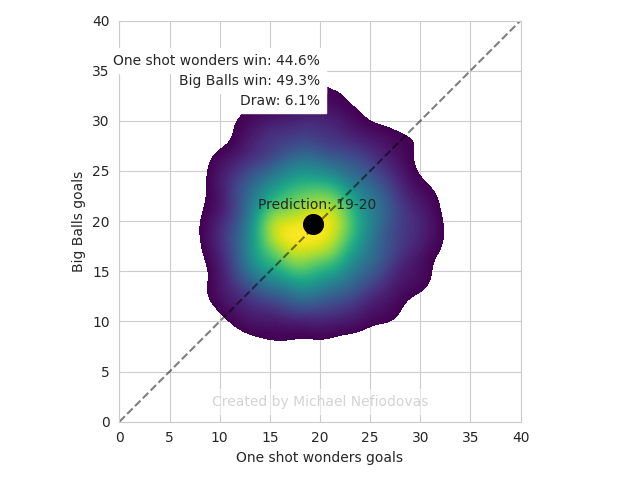 40
35
30
25
20
15
10
5
0
Big Balls goals
One shot wonders win: 44.6%
Big Balls win: 49.3%
Draw: 6.1%
Prediction: 19-20
Created by Michael Nefiodovas
0 5 10 15 20 25 30 35 40
One shot wonders goals